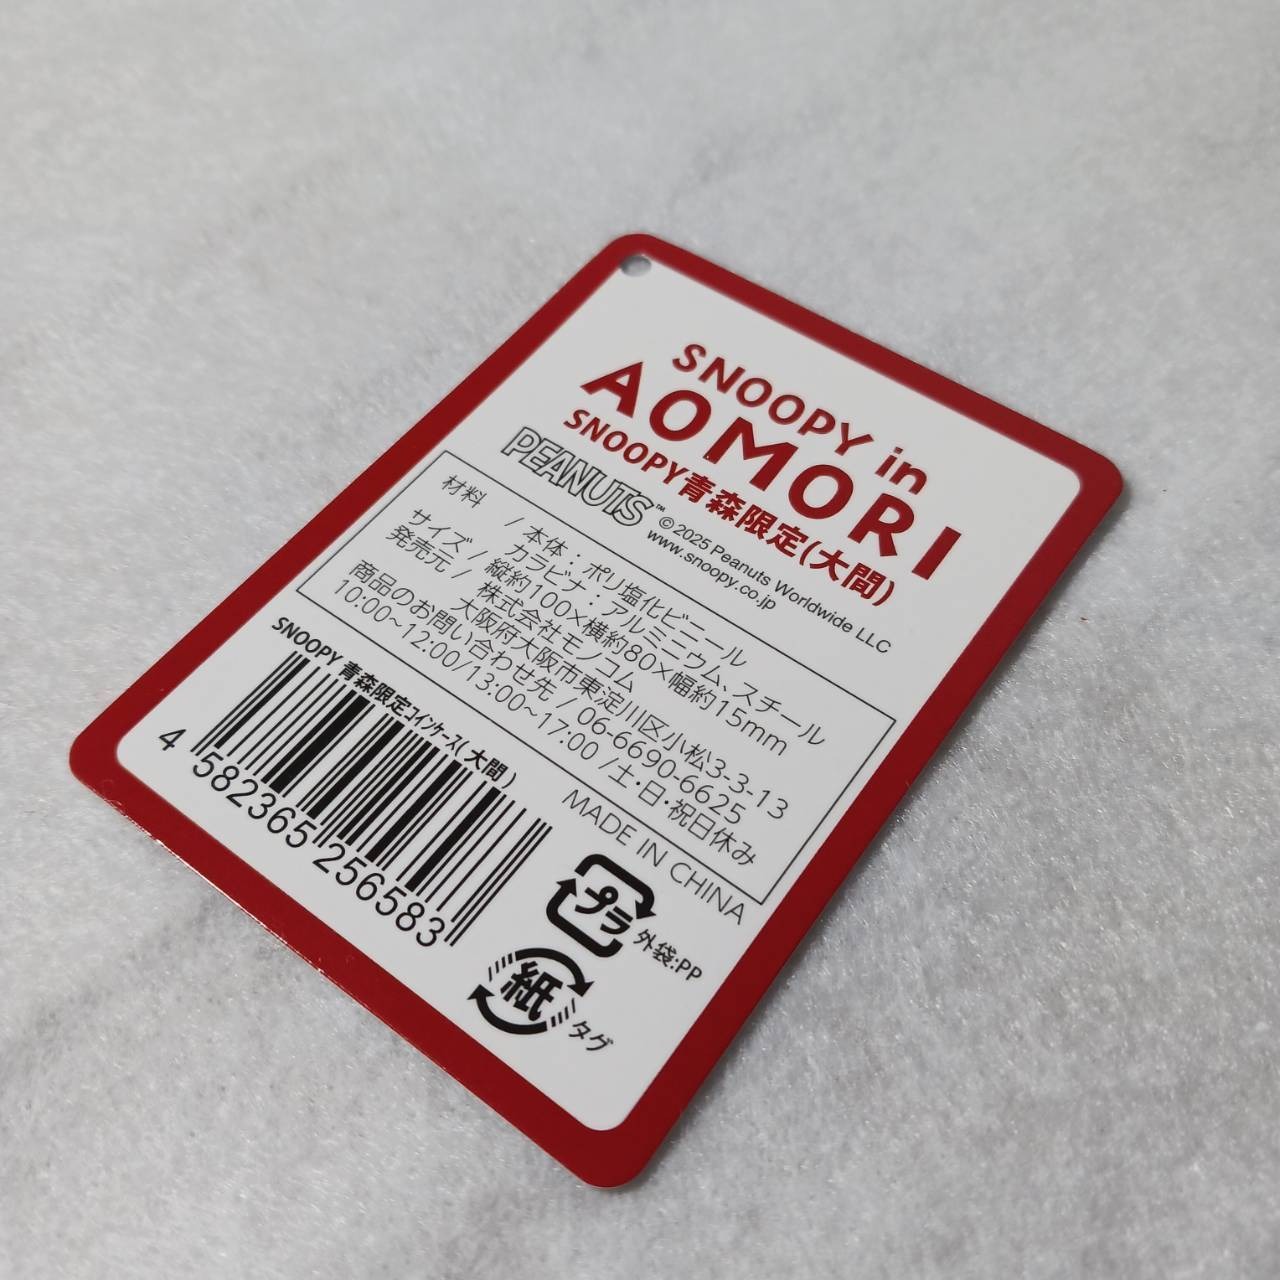 SNOOPY in
AOMORI
SNOOPY青森限定(大間)
PEANUTS™ © 2025 Peanuts Worldwide LLC
www.snoopy.co.jp
材料 / 本体：ポリ塩化ビニール
カラビナ：アルミニウム、スチール
サイズ / 縦約100×横約80×幅約15mm
発売元 / 株式会社モノコム
大阪府大阪市東淀川区小松3-3-13
商品のお問い合わせ先 / 06-6690-6625
10:00~12:00/13:00~17:00 /土・日・祝日休み
MADE IN CHINA
SNOOPY 青森限定コインケース(大間)
4 582365 256583
プラ 外袋:PP
紙 タグ